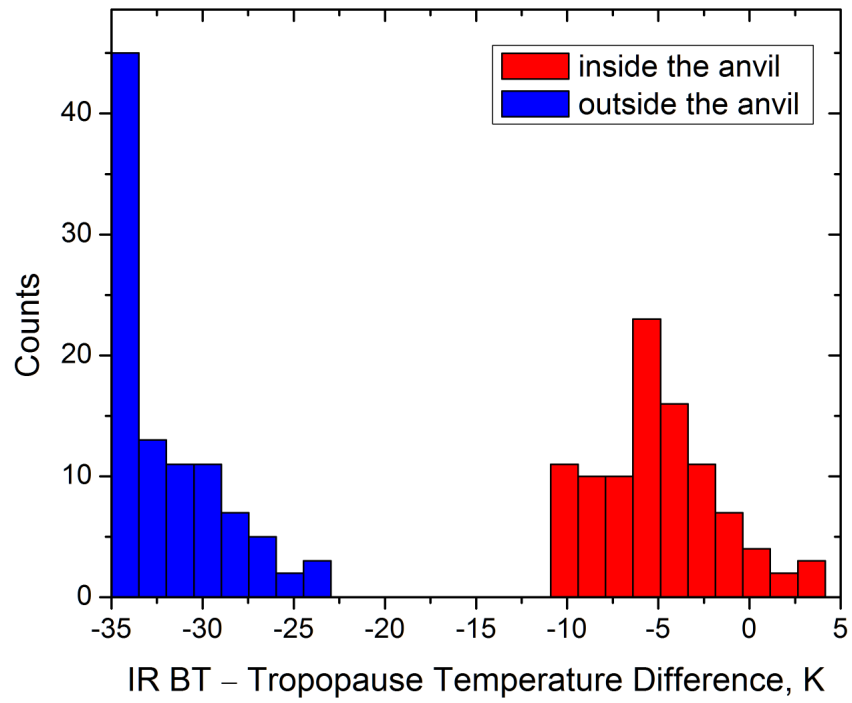 inside the anvil
outside the anvil
40
30
20
10
0
Counts
-35 -30 -25 -20 -15 -10 -5 0 5
IR BT – Tropopause Temperature Difference, K